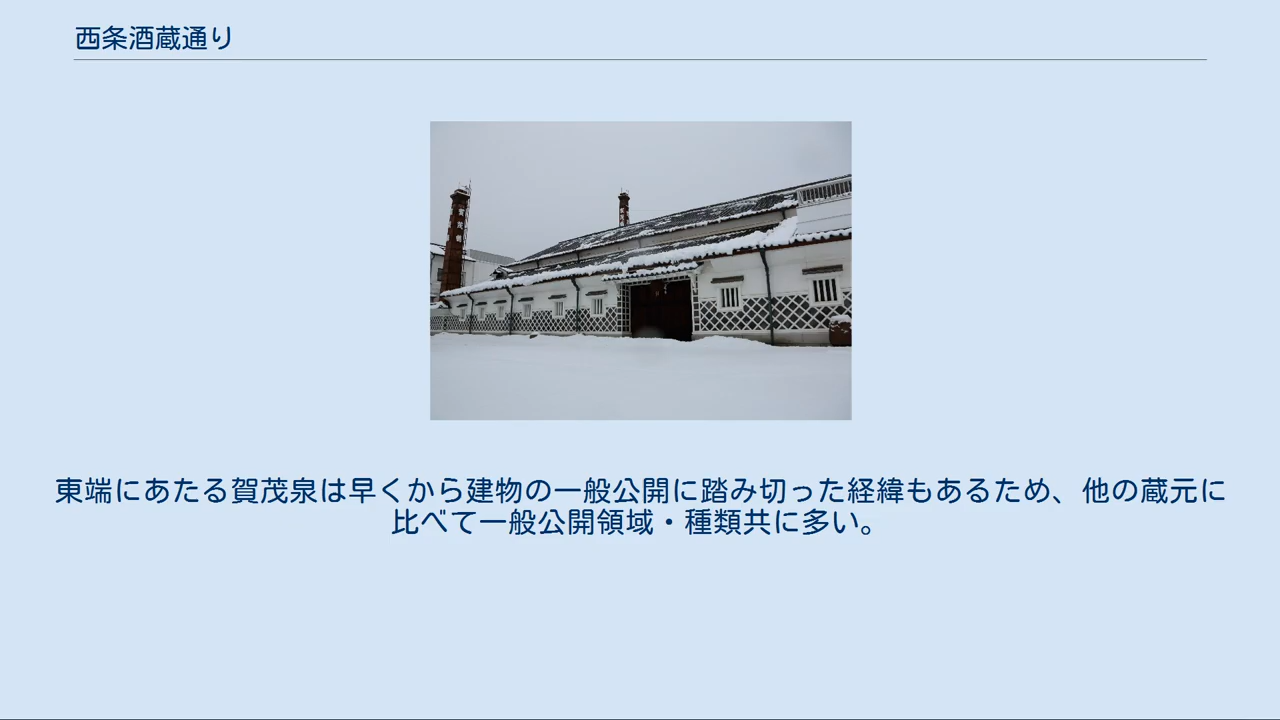 西条酒蔵通り
東端にあたる賀茂泉は早くから建物の一般公開に踏み切った経緯もあるため、他の蔵元に
比べて一般公開領域・種類共に多い。